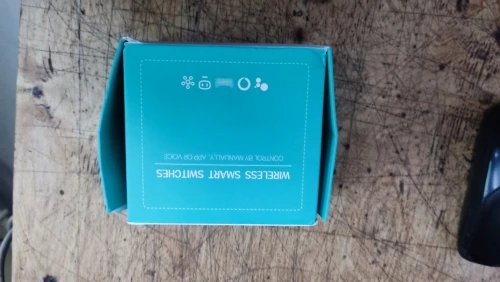 WIRELESS SMART SWITCHES
CONTROL BY MANUALLY, APP OR VOICE